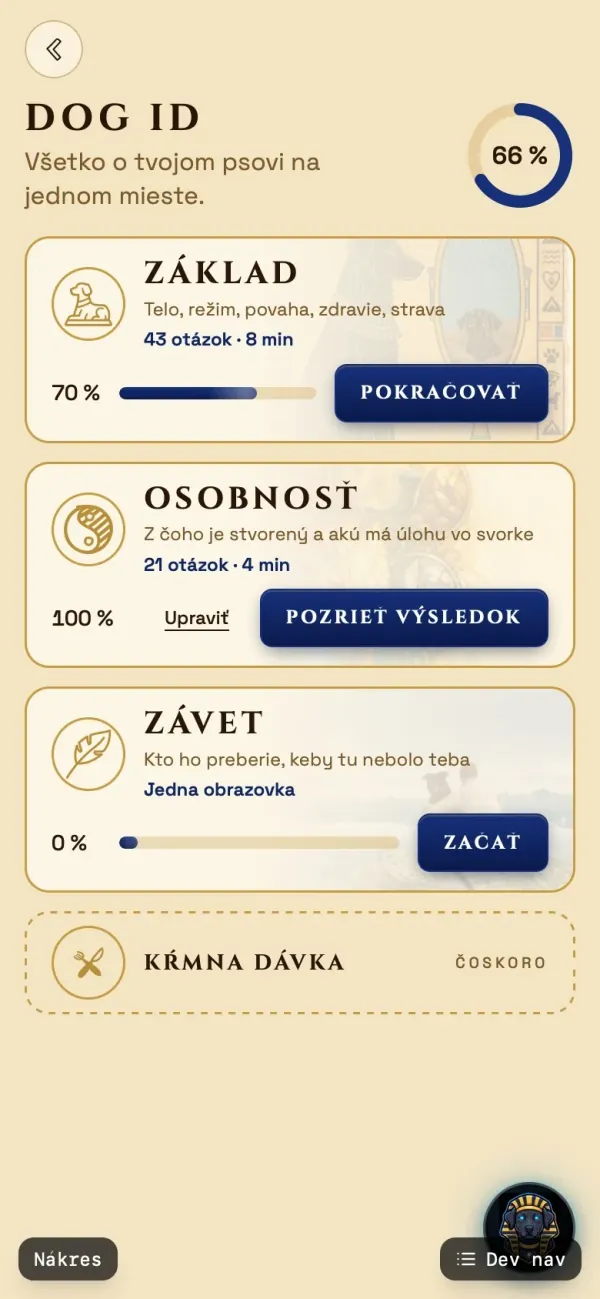 DOG ID
Všetko o tvojom psovi na
jednom mieste.
66 %
ZÁKLAD
Telo, režim, povaha, zdravie, strava
43 otázok · 8 min
70 %
POKRAČOVAŤ
OSOBNOSŤ
Z čoho je stvorený a akú má úlohu vo svorke
21 otázok · 4 min
100 %
Upraviť
POZRIEŤ VÝSLEDOK
ZÁVET
Kto ho preberie, keby tu nebolo teba
Jedna obrazovka
0 %
ZAČAŤ
KŔMNA DÁVKA
ČOSKORO
Nákres
Dev nav